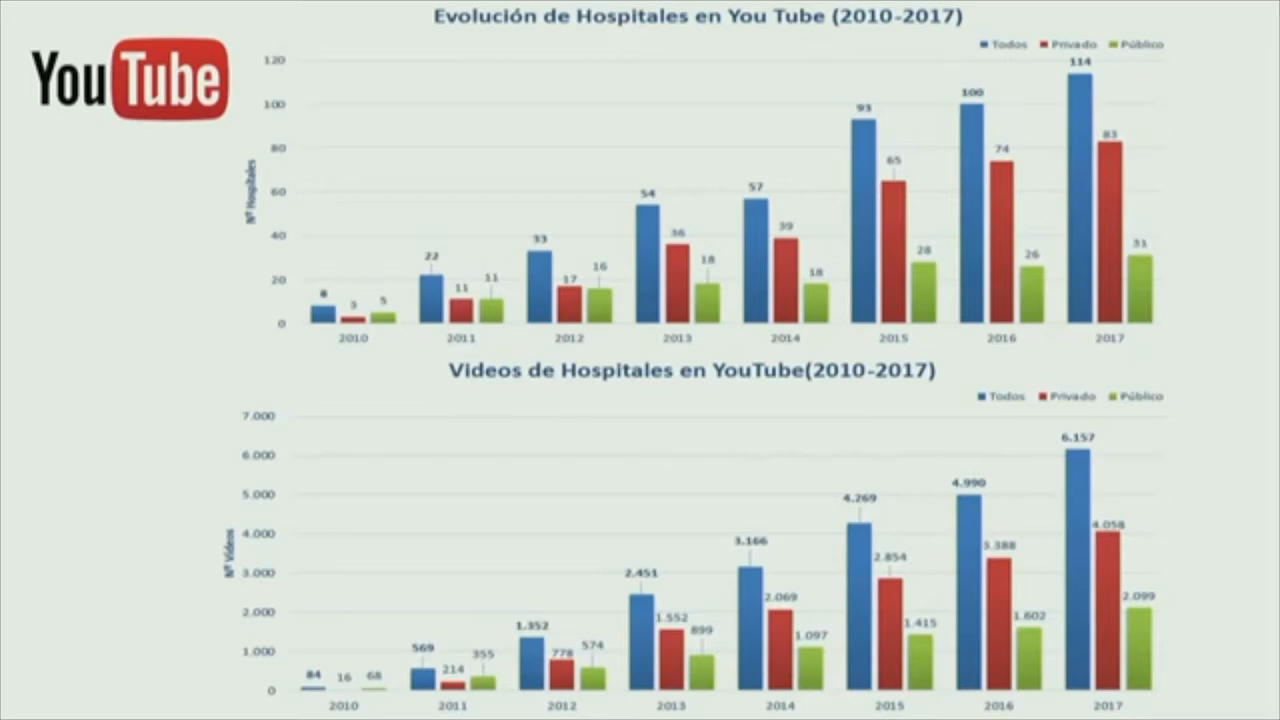 Evolución de Hospitales en You Tube (2010-2017)
YouTube
Todos Privado Público
120
100
80
60
40
20
0
Nº Hospitales
8 3 5
22 11 11
33 17 16
54 36 18
57 39 18
93 65 28
100 74 26
114 83 31
2010 2011 2012 2013 2014 2015 2016 2017
Videos de Hospitales en YouTube(2010-2017)
Todos Privado Público
7.000
6.000
5.000
4.000
3.000
2.000
1.000
0
Nº Videos
84 16 68
569 214 355
1.352 778 574
2.451 1.552 899
3.166 2.069 1.097
4.269 2.854 1.415
4.990 3.388 1.602
6.157 4.058 2.099
2010 2011 2012 2013 2014 2015 2016 2017